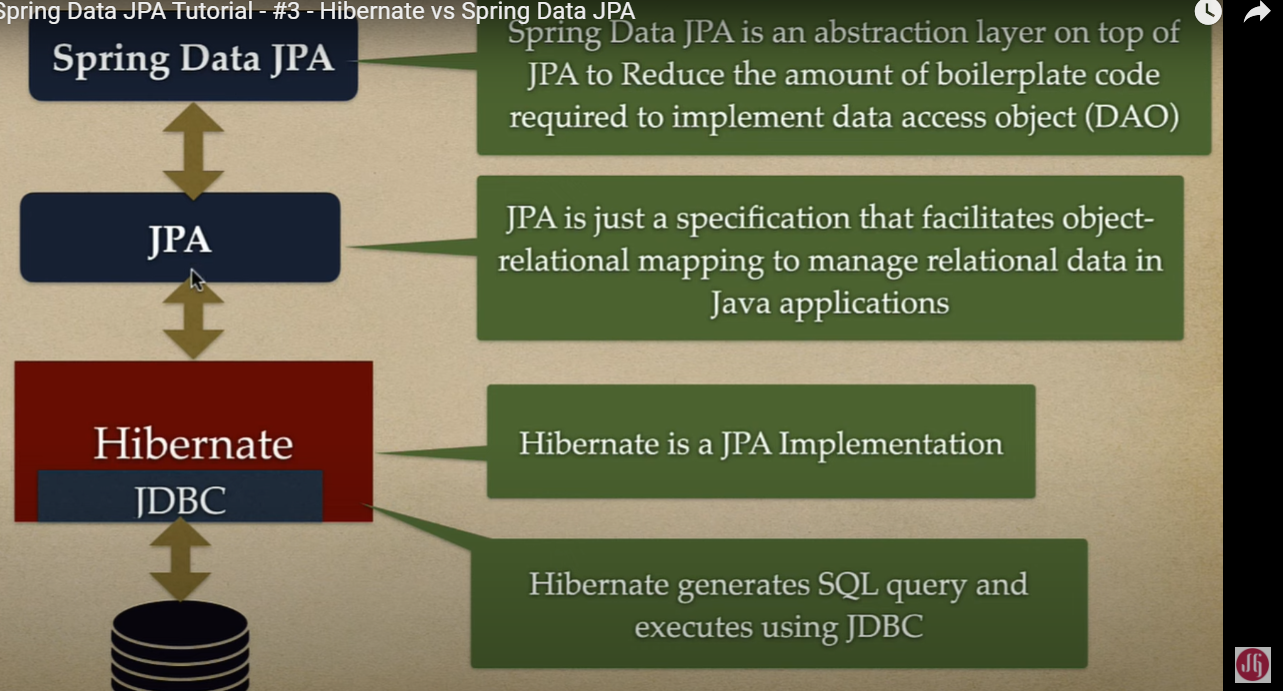 Spring Data JPA Tutorial - #3 - Hibernate vs Spring Data JPA
Spring Data JPA
Spring Data JPA is an abstraction layer on top of
JPA to Reduce the amount of boilerplate code
required to implement data access object (DAO)
JPA
JPA is just a specification that facilitates object-
relational mapping to manage relational data in
Java applications
Hibernate
JDBC
Hibernate is a JPA Implementation
Hibernate generates SQL query and
executes using JDBC
JG